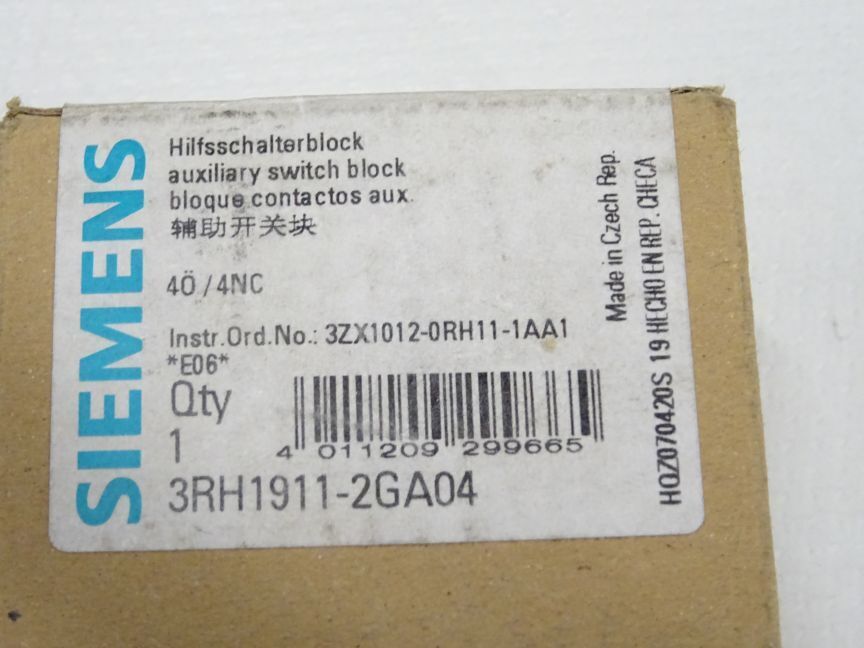 SIEMENS
Hilfsschalterblock
auxiliary switch block
bloque contactos aux.
辅助开关块
4Ö / 4NC
Instr.Ord.No.: 3ZX1012-0RH11-1AA1
*E06*
Qty
1
4 011209 299665
3RH1911-2GA04
Made in Czech Rep.
HQZ070420S 19 HECHO EN REP. CHECA